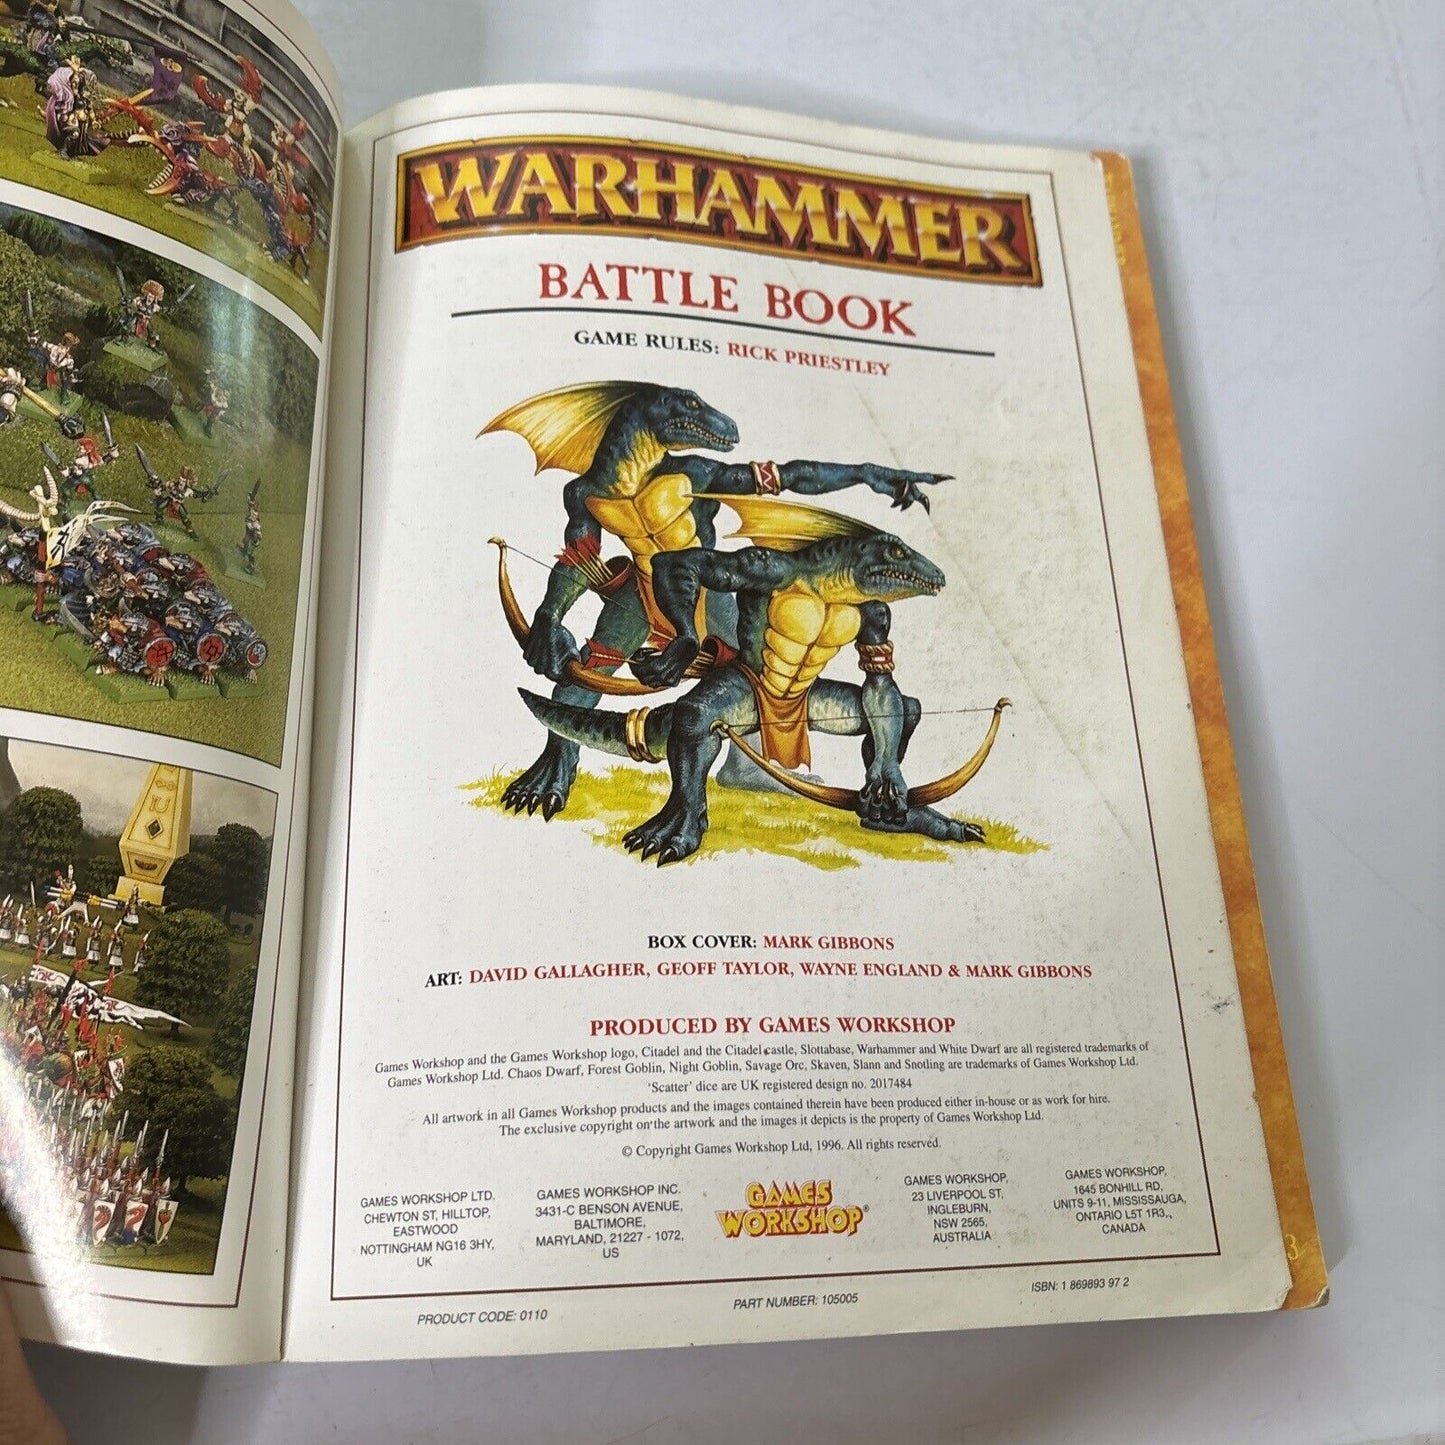 WARHAMMER
BATTLE BOOK
GAME RULES: RICK PRIESTLEY
BOX COVER: MARK GIBBONS
ART: DAVID GALLAGHER, GEOFF TAYLOR, WAYNE ENGLAND & MARK GIBBONS
PRODUCED BY GAMES WORKSHOP
Games Workshop and the Games Workshop logo, Citadel and the Citadel castle, Slottabase, Warhammer and White Dwarf are all registered trademarks of
Games Workshop Ltd. Chaos Dwarf, Forest Goblin, Night Goblin, Savage Orc, Skaven, Slann and Snotling are trademarks of Games Workshop Ltd.
'Scatter' dice are UK registered design no. 2017484
All artwork in all Games Workshop products and the images contained therein have been produced either in-house or as work for hire.
The exclusive copyright on the artwork and the images it depicts is the property of Games Workshop Ltd.
© Copyright Games Workshop Ltd, 1996. All rights reserved.
GAMES WORKSHOP LTD.
CHEWTON ST, HILLTOP,
EASTWOOD
NOTTINGHAM NG16 3HY,
UK
GAMES WORKSHOP INC.
3431-C BENSON AVENUE,
BALTIMORE,
MARYLAND, 21227 - 1072,
US
GAMES
WORKSHOP®
GAMES WORKSHOP,
23 LIVERPOOL ST,
INGLEBURN,
NSW 2565,
AUSTRALIA
GAMES WORKSHOP,
1645 BONHILL RD,
UNITS 9-11, MISSISSAUGA,
ONTARIO L5T 1R3,,
CANADA
PRODUCT CODE: 0110
PART NUMBER: 105005
ISBN: 1 869893 97 2
3